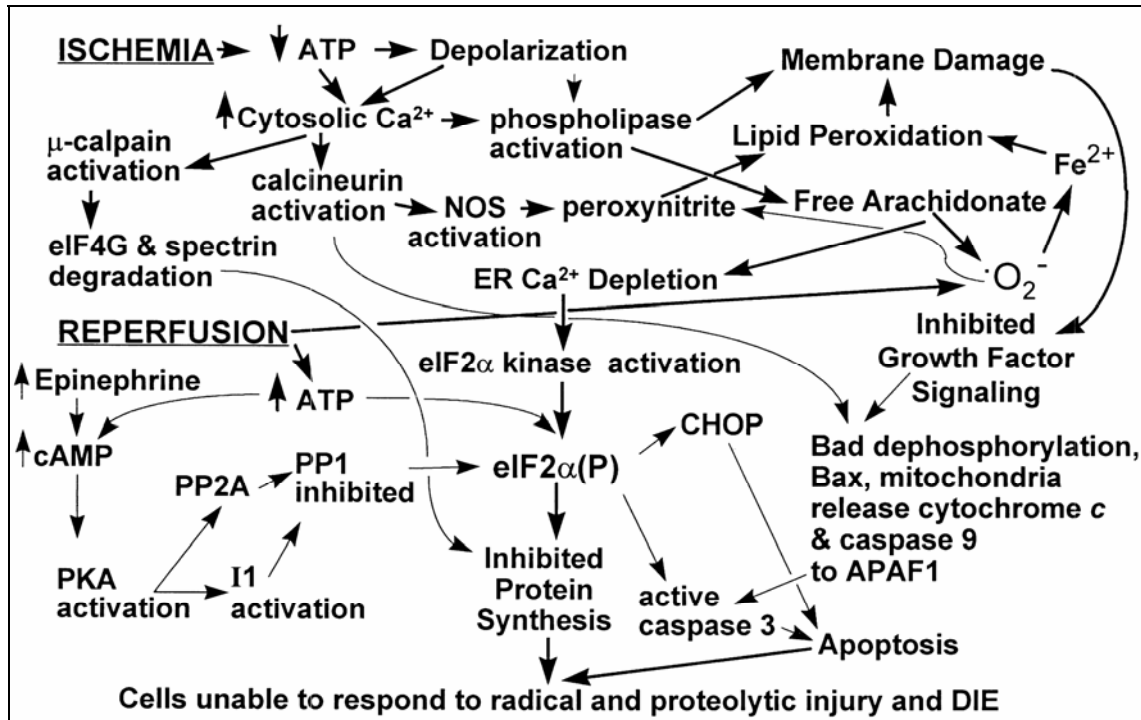 ISCHEMIA
ATP
Depolarization
Membrane Damage
Cytosolic Ca²⁺
phospholipase
activation
Lipid Peroxidation
μ-calpain
activation
Fe²⁺
calcineurin
activation
NOS
activation
peroxynitrite
Free Arachidonate
eIF4G & spectrin
degradation
ER Ca²⁺ Depletion
·O₂⁻
REPERFUSION
Inhibited
Growth Factor
Signaling
eIF2α kinase activation
Epinephrine
ATP
CHOP
cAMP
PP2A
PP1
inhibited
eIF2α(P)
Bad dephosphorylation,
Bax, mitochondria
release cytochrome c
& caspase 9
to APAF1
PKA
activation
I1
activation
Inhibited
Protein
Synthesis
active
caspase 3
Apoptosis
Cells unable to respond to radical and proteolytic injury and DIE